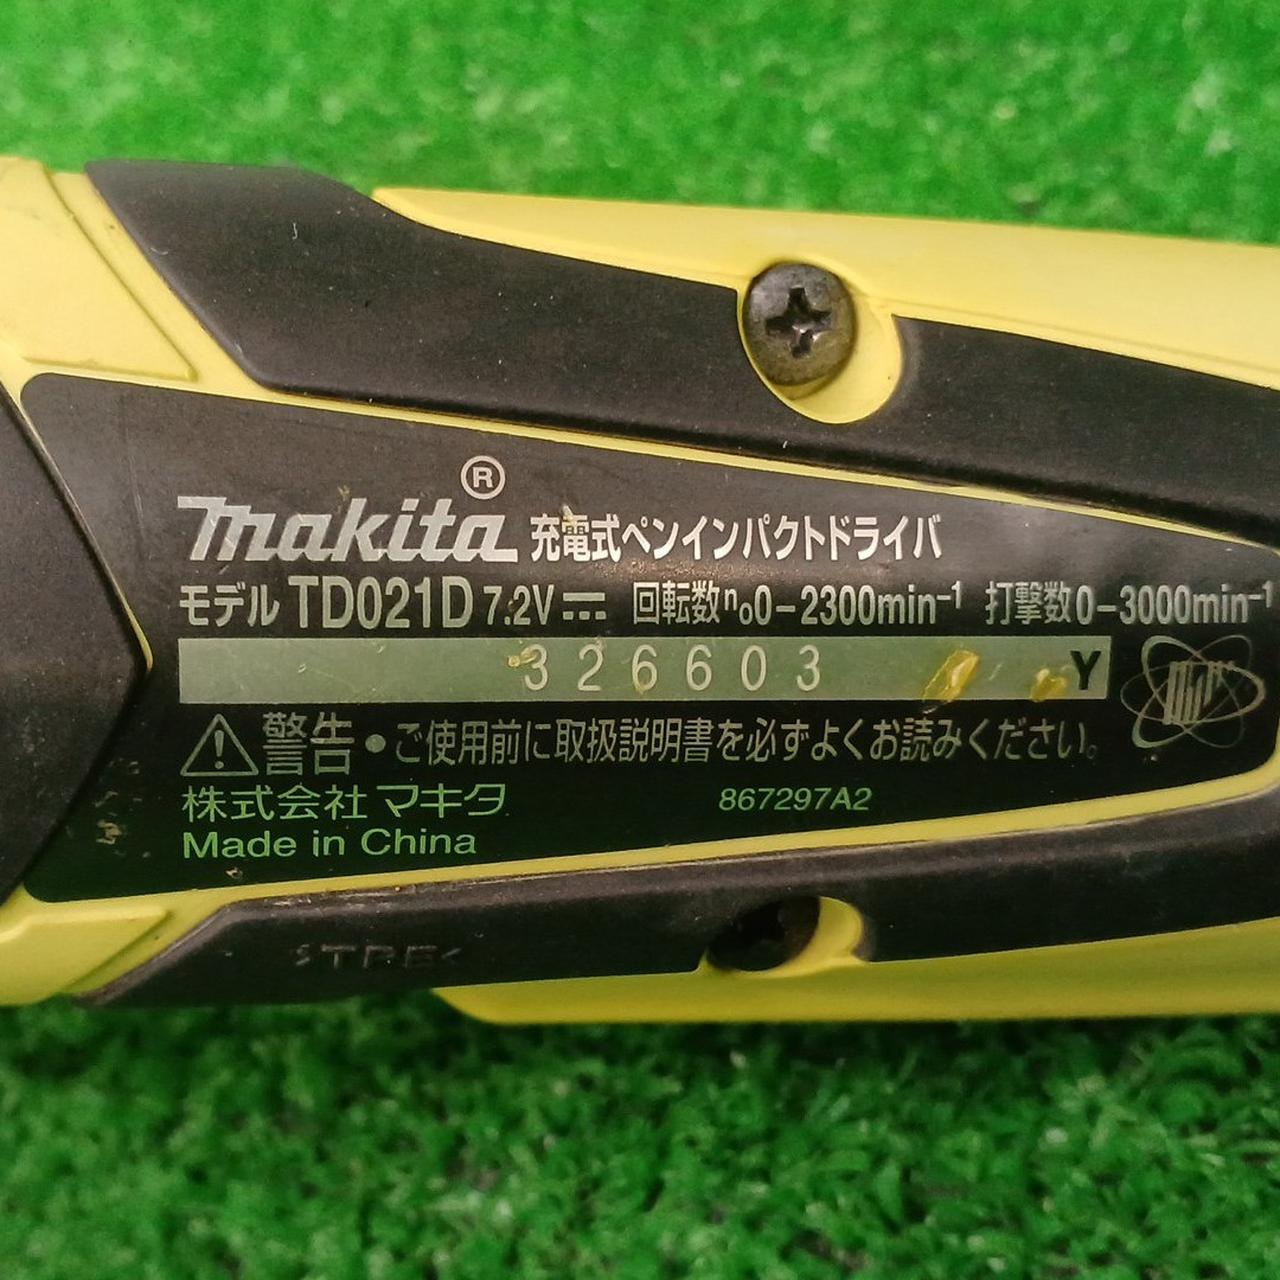 makita® 充電式ペンインパクトドライバ
モデル TD021D 7.2V⎓ 回転数 n₀0-2300min⁻¹ 打撃数0-3000min⁻¹
326603 Y
警告 ●ご使用前に取扱説明書を必ずよくお読みください。
株式会社マキタ 867297A2
Made in China